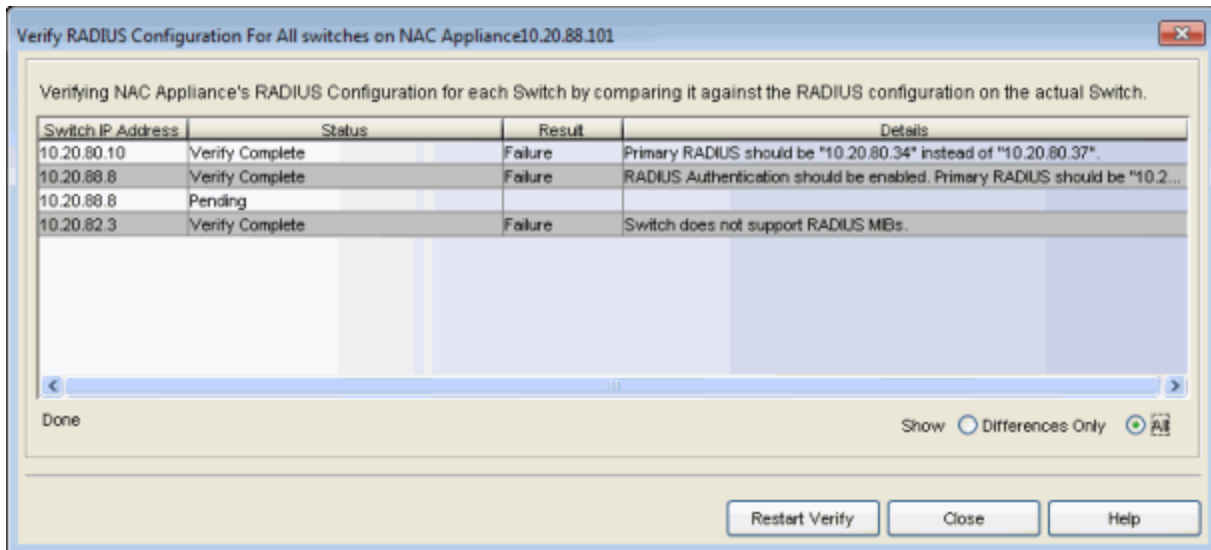 Verify RADIUS Configuration For All switches on NAC Appliance10.20.88.101
Verifying NAC Appliance's RADIUS Configuration for each Switch by comparing it against the RADIUS configuration on the actual Switch.
Switch IP Address Status Result Details
10.20.80.10 Verify Complete Failure Primary RADIUS should be "10.20.80.34" instead of "10.20.80.37".
10.20.88.8 Verify Complete Failure RADIUS Authentication should be enabled. Primary RADIUS should be "10.2...
10.20.88.8 Pending
10.20.82.3 Verify Complete Failure Switch does not support RADIUS MIBs.
Done Show Differences Only All
Restart Verify Close Help